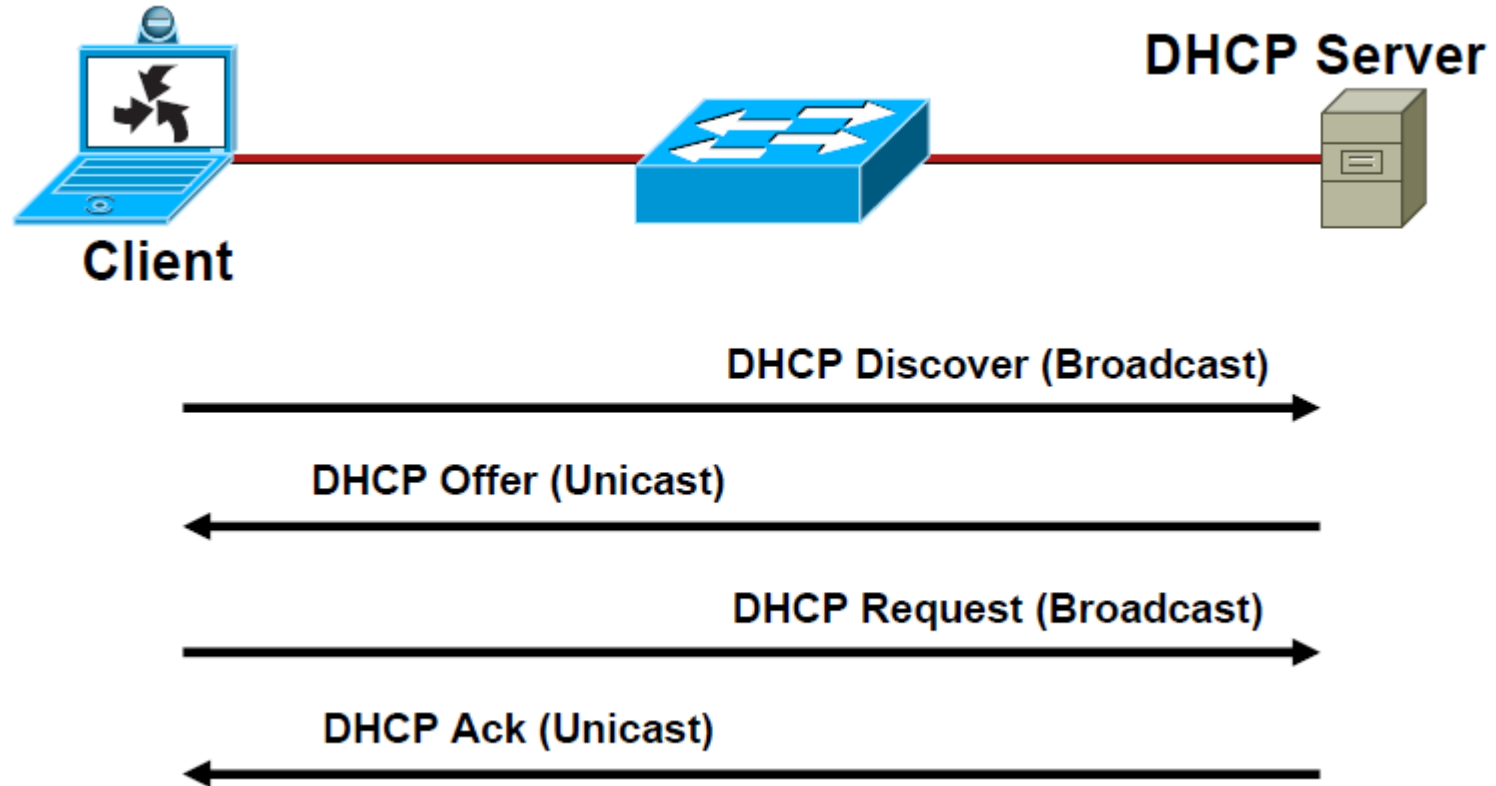 DHCP Server
Client
DHCP Discover (Broadcast)
DHCP Offer (Unicast)
DHCP Request (Broadcast)
DHCP Ack (Unicast)